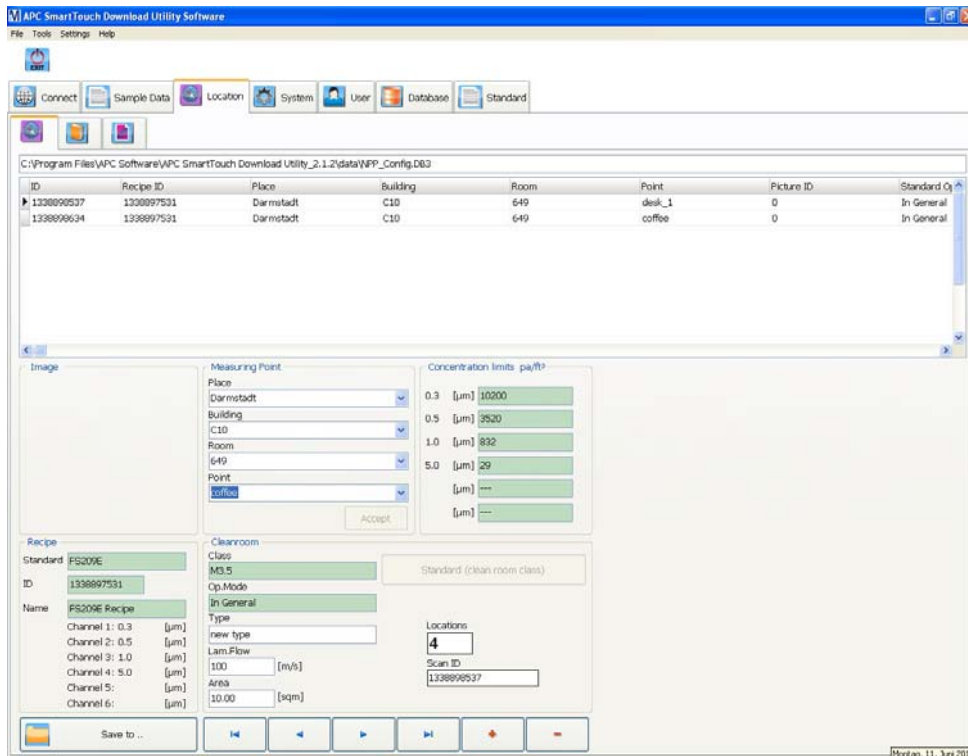 APC SmartTouch Download Utility Software
File Tools Settings Help
EXIT
Connect Sample Data Location System User Database Standard
C:\Program Files\APC Software\APC SmartTouch Download Utility_2.1.2\data\NPP_Config.DB3
ID Recipe ID Place Building Room Point Picture ID Standard Op
1338898537 1338897531 Darmstadt C10 649 desk_1 0 In General
1338898634 1338897531 Darmstadt C10 649 coffee 0 In General
Image
Measuring Point
Place
Darmstadt
Building
C10
Room
649
Point
coffee
Accept
Concentration limits pa/ft³
0.3 [µm] 10200
0.5 [µm] 3520
1.0 [µm] 832
5.0 [µm] 29
[µm] ---
[µm] ---
Recipe
Standard FS209E
ID 1338897531
Name FS209E Recipe
Channel 1: 0.3 [µm]
Channel 2: 0.5 [µm]
Channel 3: 1.0 [µm]
Channel 4: 5.0 [µm]
Channel 5: [µm]
Channel 6: [µm]
Cleanroom
Class
M3.5
Op.Mode
In General
Type
new type
Lam.Flow
100 [m/s]
Area
10.00 [sqm]
Standard (clean room class)
Locations
4
Scan ID
1338898537
Save to ..
Montag, 11. Juni 201